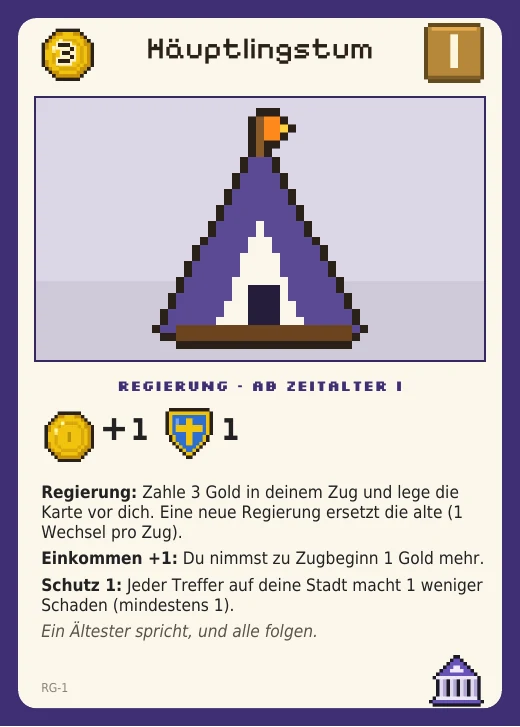 3
Häuptlingstum
I
REGIERUNG - AB ZEITALTER I
+1
1
Regierung: Zahle 3 Gold in deinem Zug und lege die
Karte vor dich. Eine neue Regierung ersetzt die alte (1
Wechsel pro Zug).
Einkommen +1: Du nimmst zu Zugbeginn 1 Gold mehr.
Schutz 1: Jeder Treffer auf deine Stadt macht 1 weniger
Schaden (mindestens 1).
Ein Ältester spricht, und alle folgen.
RG-1